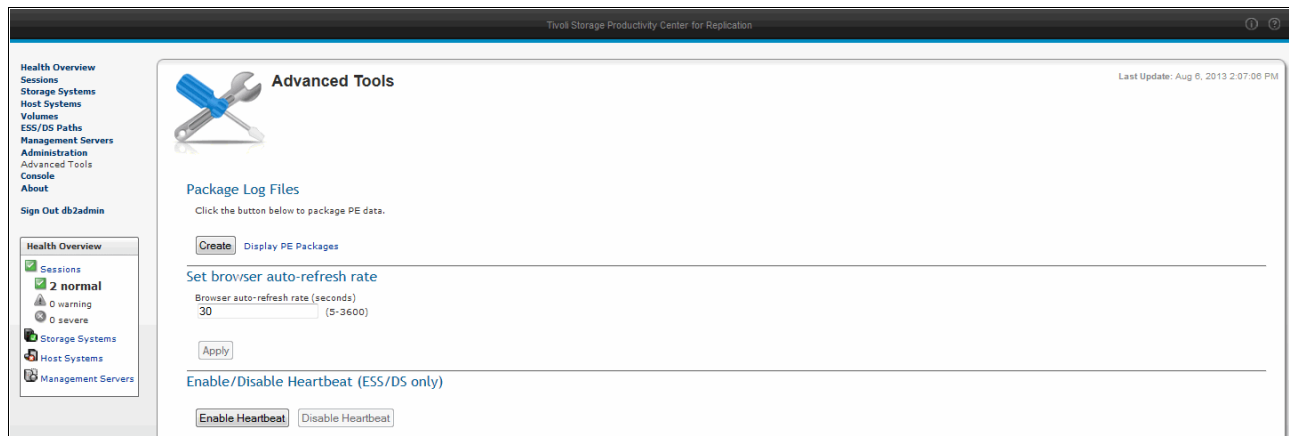 Tivoli Storage Productivity Center for Replication
Health Overview
Sessions
Storage Systems
Host Systems
Volumes
ESS/DS Paths
Management Servers
Administration
Advanced Tools
Console
About
Sign Out db2admin
Health Overview
Sessions
2 normal
0 warning
0 severe
Storage Systems
Host Systems
Management Servers
Advanced Tools
Last Update: Aug 6, 2013 2:07:06 PM
Package Log Files
Click the button below to package PE data.
Create Display PE Packages
Set browser auto-refresh rate
Browser auto-refresh rate (seconds)
30 (5-3600)
Apply
Enable/Disable Heartbeat (ESS/DS only)
Enable Heartbeat Disable Heartbeat